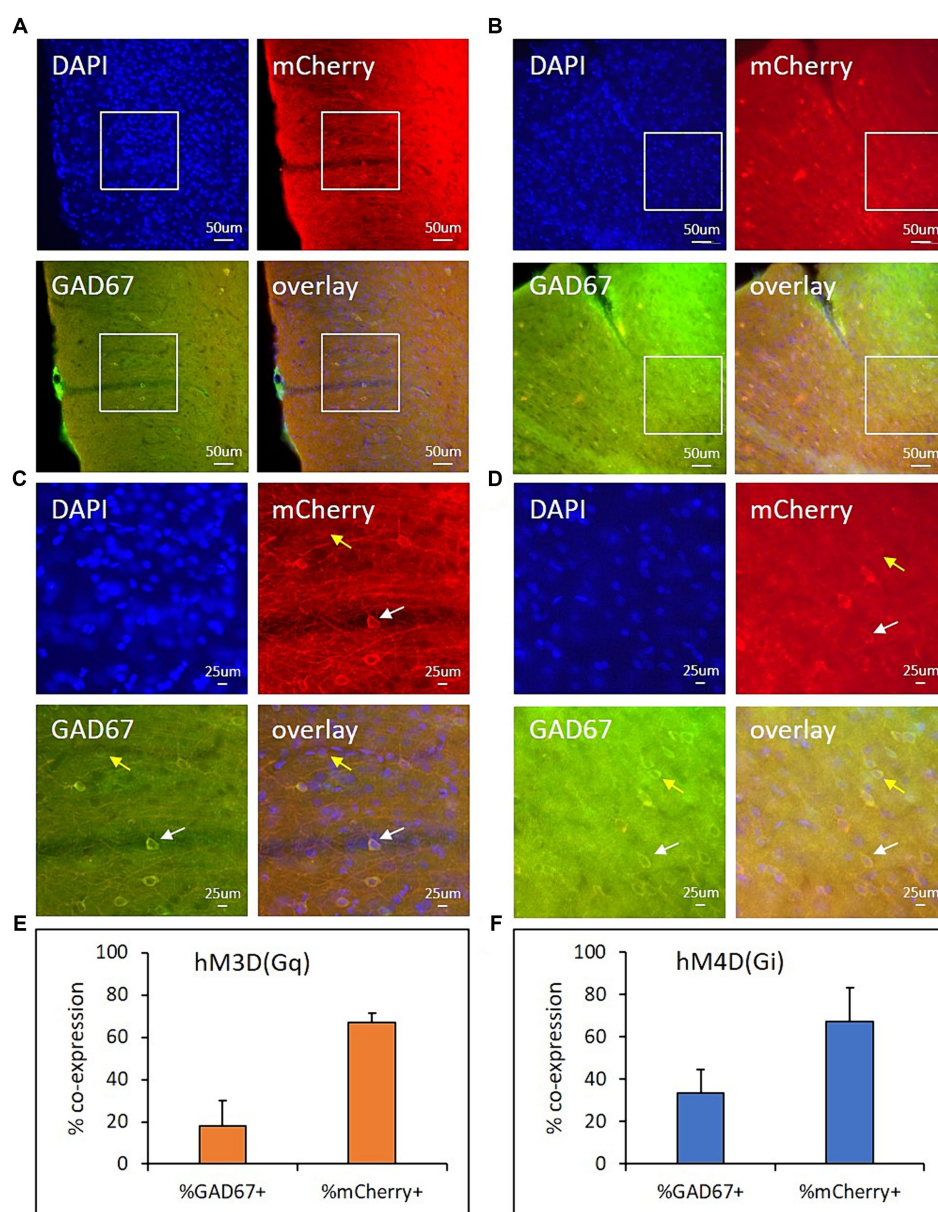 A
B
DAPI
mCherry
50um
50um
GAD67
overlay
50um
50um
DAPI
mCherry
50um
50um
GAD67
overlay
50um
50um
C
D
DAPI
mCherry
25um
25um
GAD67
overlay
25um
25um
DAPI
mCherry
25um
25um
GAD67
overlay
25um
25um
E
F
hM3D(Gq)
% co-expression
100
80
60
40
20
0
%GAD67+
%mCherry+
hM4D(Gi)
% co-expression
100
80
60
40
20
0
%GAD67+
%mCherry+